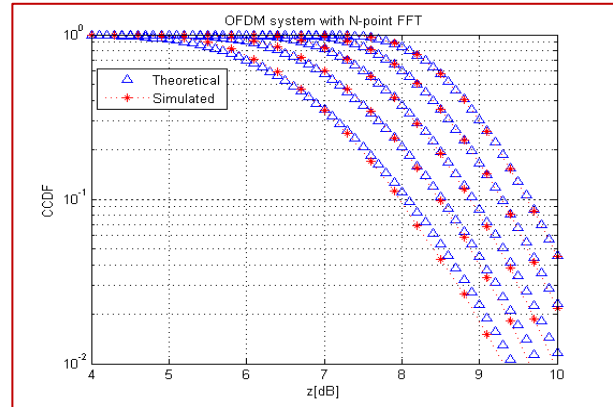 OFDM system with N-point FFT
10^0
Theoretical
Simulated
CCDF
10^-1
10^-2
4 5 6 7 8 9 10
z[dB]